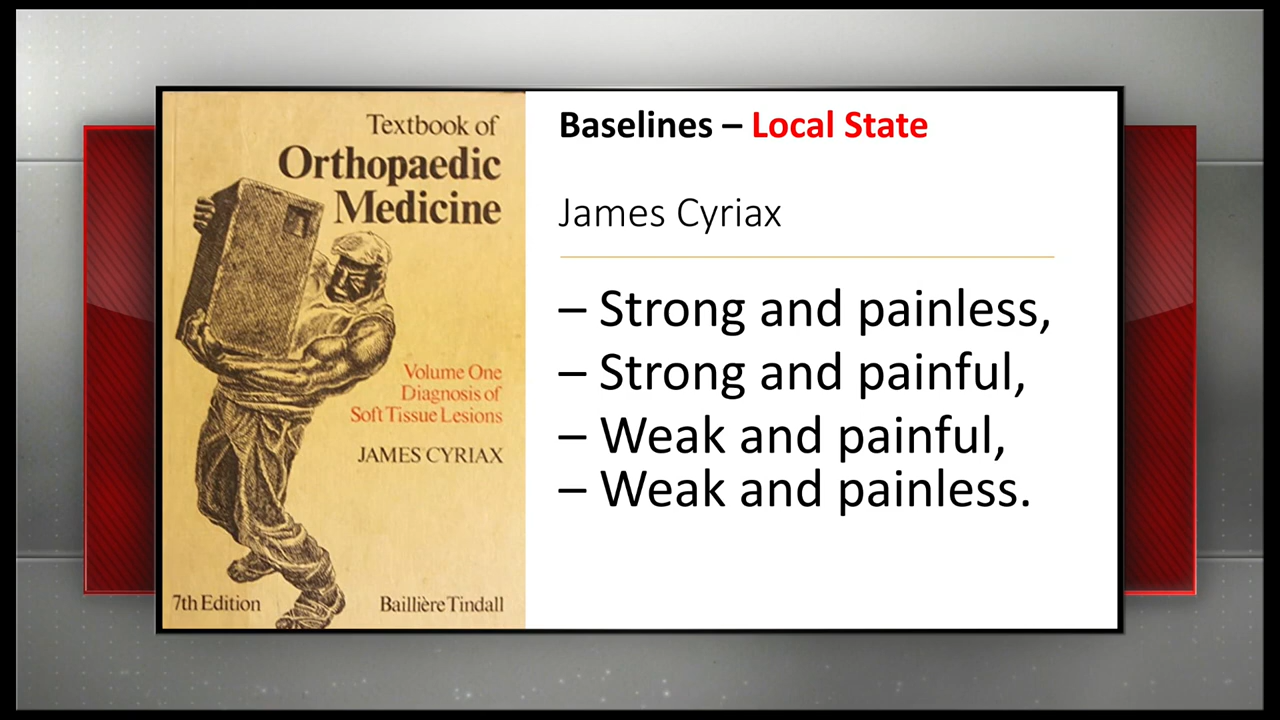 Textbook of
Orthopaedic
Medicine
Volume One
Diagnosis of
Soft Tissue Lesions
JAMES CYRIAX
7th Edition
Baillière Tindall
Baselines – Local State
James Cyriax
– Strong and painless,
– Strong and painful,
– Weak and painful,
– Weak and painless.